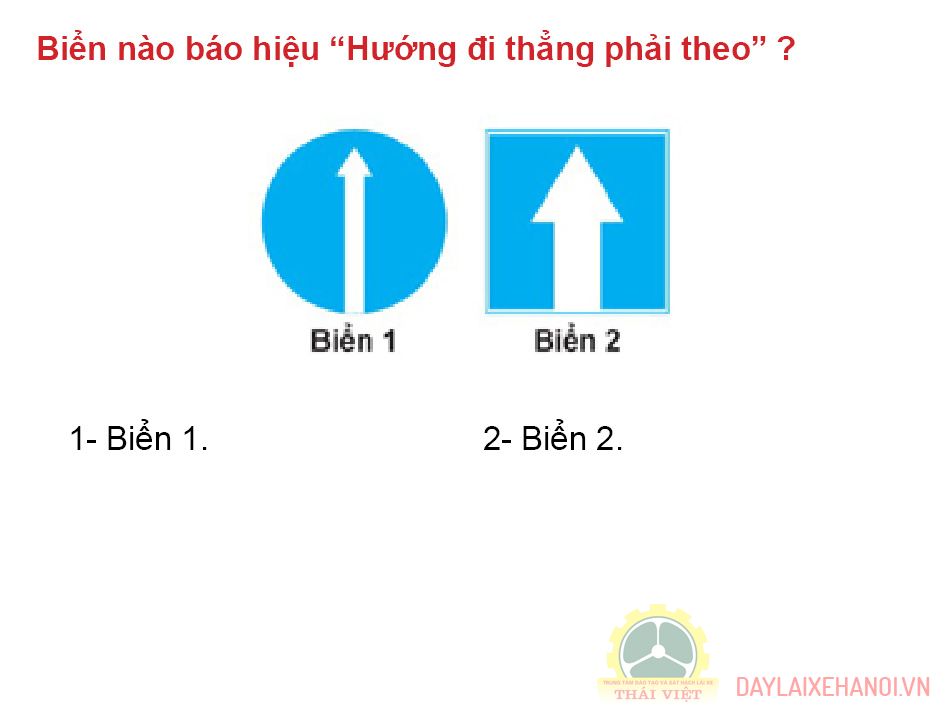 Biển nào báo hiệu “Hướng đi thẳng phải theo” ?
Biển 1 Biển 2
1- Biển 1. 2- Biển 2.
TRUNG TÂM ĐÀO TẠO VÀ SÁT HẠCH LÁI XE
THÁI VIỆT
DAYLAIXEHANOI.VN